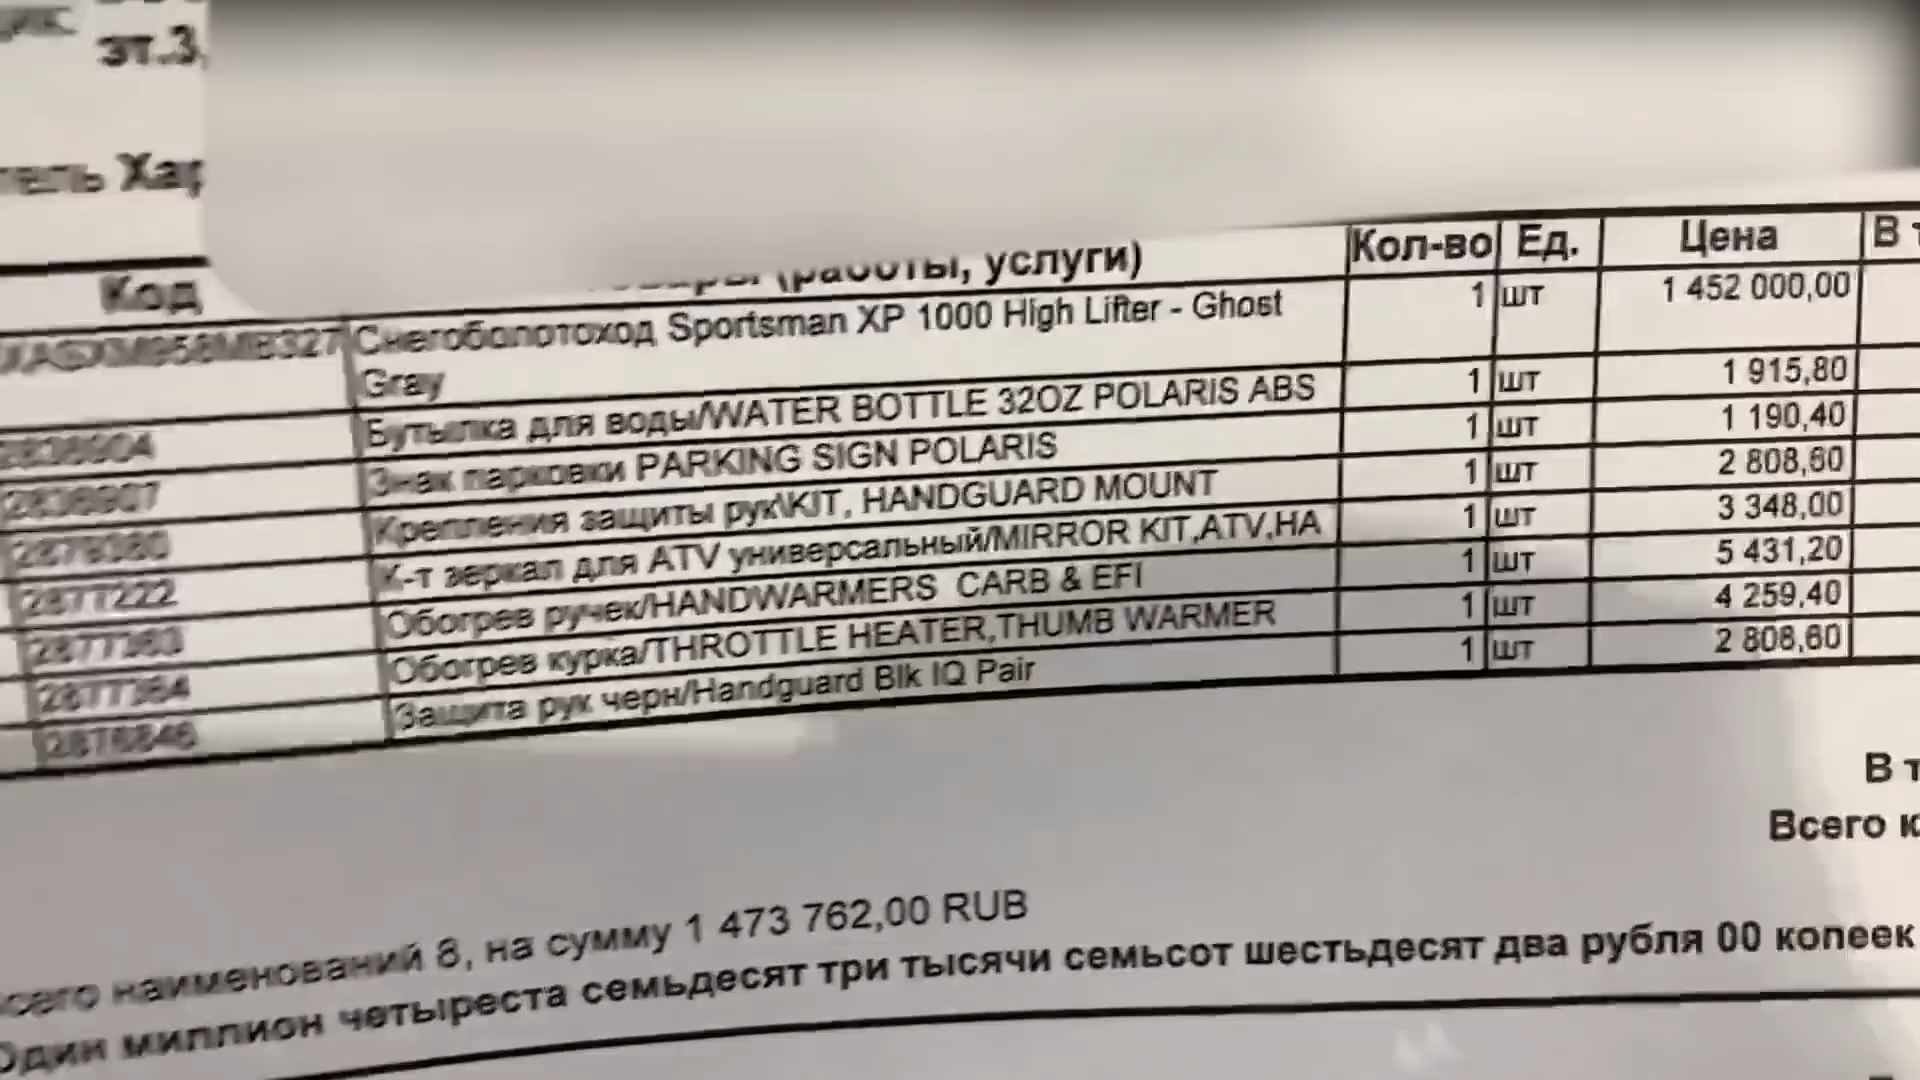 эт.3,
Код (работы, услуги) Кол-во Ед. Цена В
Снегоболотоход Sportsman XP 1000 High Lifter - Ghost 1 шт 1 452 000,00
Gray
2838904 Бутылка для воды/WATER BOTTLE 32OZ POLARIS ABS 1 шт 1 915,80
2838907 Знак парковки PARKING SIGN POLARIS 1 шт 1 190,40
Крепления защиты рук\KIT, HANDGUARD MOUNT 1 шт 2 808,60
2877222 К-т зеркал для ATV универсальный/MIRROR KIT,ATV,HA 1 шт 3 348,00
Обогрев ручек/HANDWARMERS CARB & EFI 1 шт 5 431,20
Обогрев курка/THROTTLE HEATER,THUMB WARMER 1 шт 4 259,40
2876846 Защита рук черн/Handguard Blk IQ Pair 1 шт 2 808,60
В т
Всего к
наименований 8, на сумму 1 473 762,00 RUB
Один миллион четыреста семьдесят три тысячи семьсот шестьдесят два рубля 00 копеек